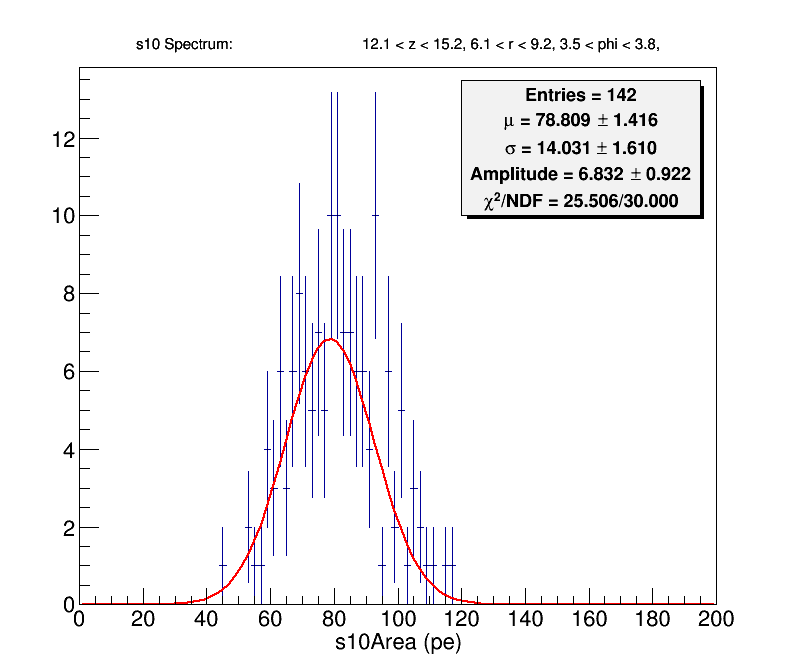 s10 Spectrum: 12.1 < z < 15.2, 6.1 < r < 9.2, 3.5 < phi < 3.8,
Entries = 142
μ = 78.809 ± 1.416
σ = 14.031 ± 1.610
Amplitude = 6.832 ± 0.922
χ²/NDF = 25.506/30.000
12
10
8
6
4
2
0
0 20 40 60 80 100 120 140 160 180 200
s10Area (pe)